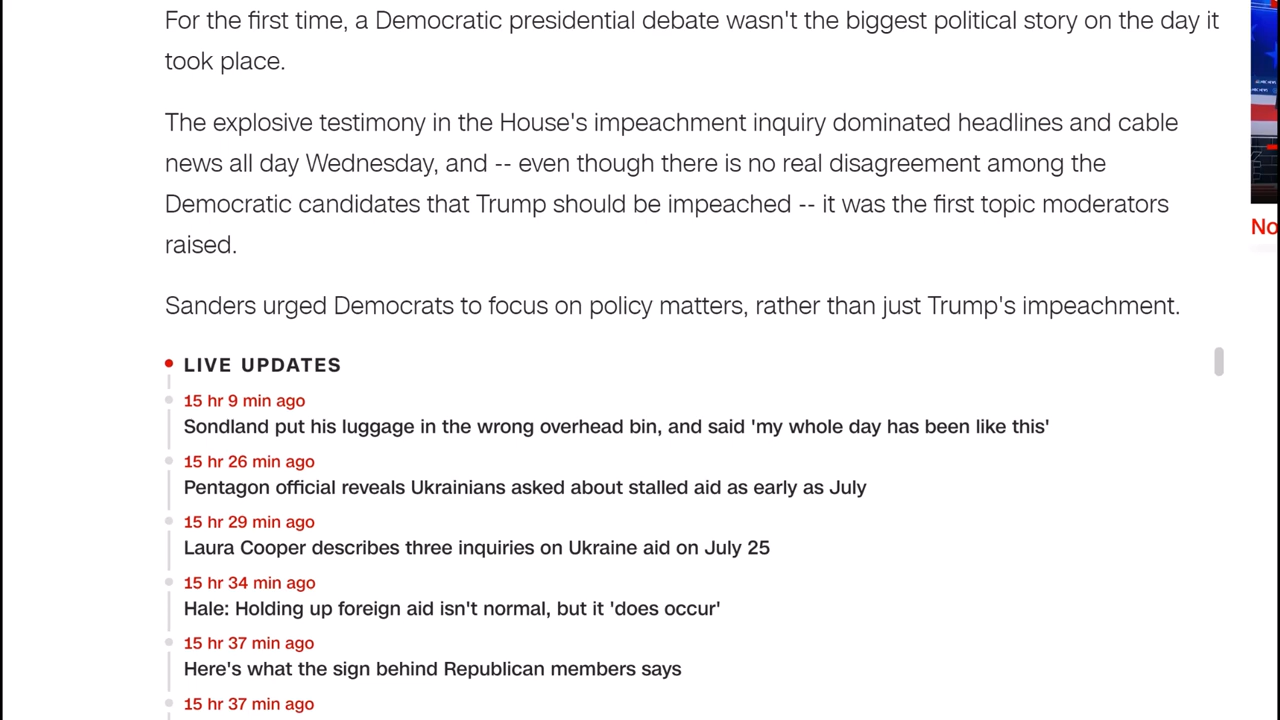 For the first time, a Democratic presidential debate wasn't the biggest political story on the day it
took place.
The explosive testimony in the House's impeachment inquiry dominated headlines and cable
news all day Wednesday, and -- even though there is no real disagreement among the
Democratic candidates that Trump should be impeached -- it was the first topic moderators
raised.
No
Sanders urged Democrats to focus on policy matters, rather than just Trump's impeachment.
LIVE UPDATES
15 hr 9 min ago
Sondland put his luggage in the wrong overhead bin, and said 'my whole day has been like this'
15 hr 26 min ago
Pentagon official reveals Ukrainians asked about stalled aid as early as July
15 hr 29 min ago
Laura Cooper describes three inquiries on Ukraine aid on July 25
15 hr 34 min ago
Hale: Holding up foreign aid isn't normal, but it 'does occur'
15 hr 37 min ago
Here's what the sign behind Republican members says
15 hr 37 min ago